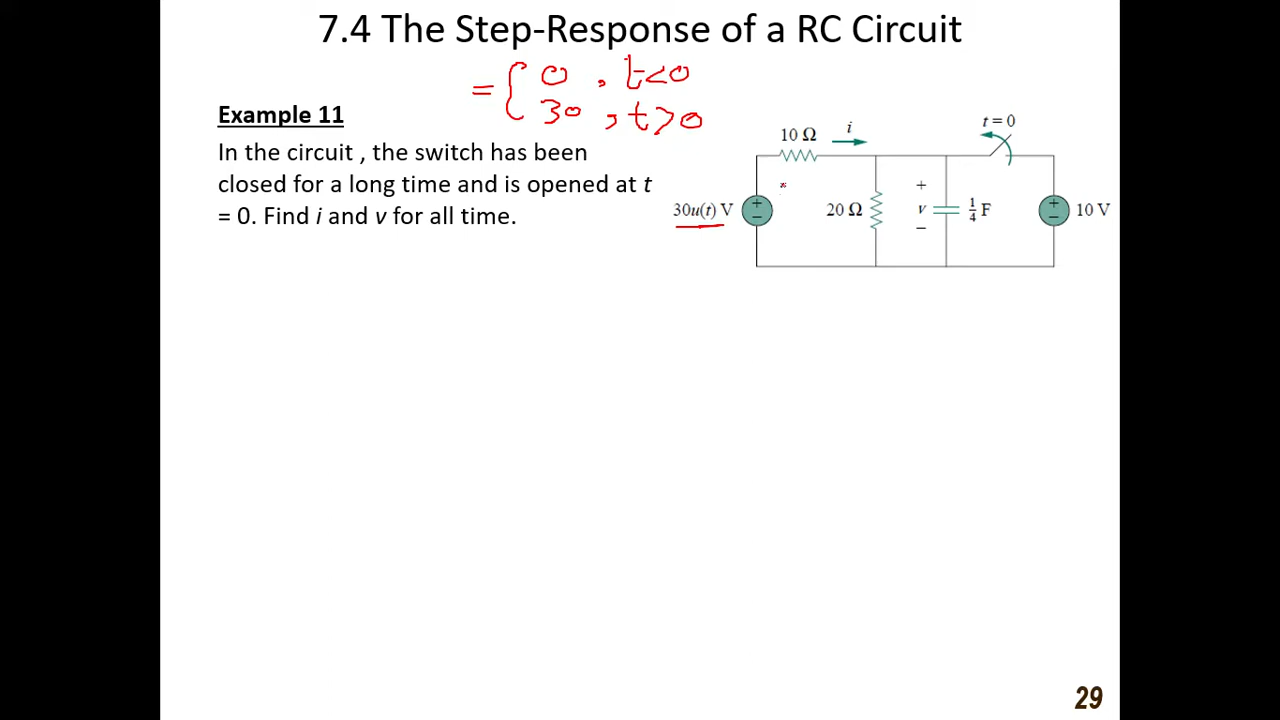 7.4 The Step-Response of a RC Circuit
= { 0 , t<0
30 , t>0
Example 11
In the circuit , the switch has been
closed for a long time and is opened at t
= 0. Find i and v for all time.
t = 0
10 Ω
i
30u(t) V
+
−
20 Ω
+
v
−
1/4 F
+
−
10 V
29